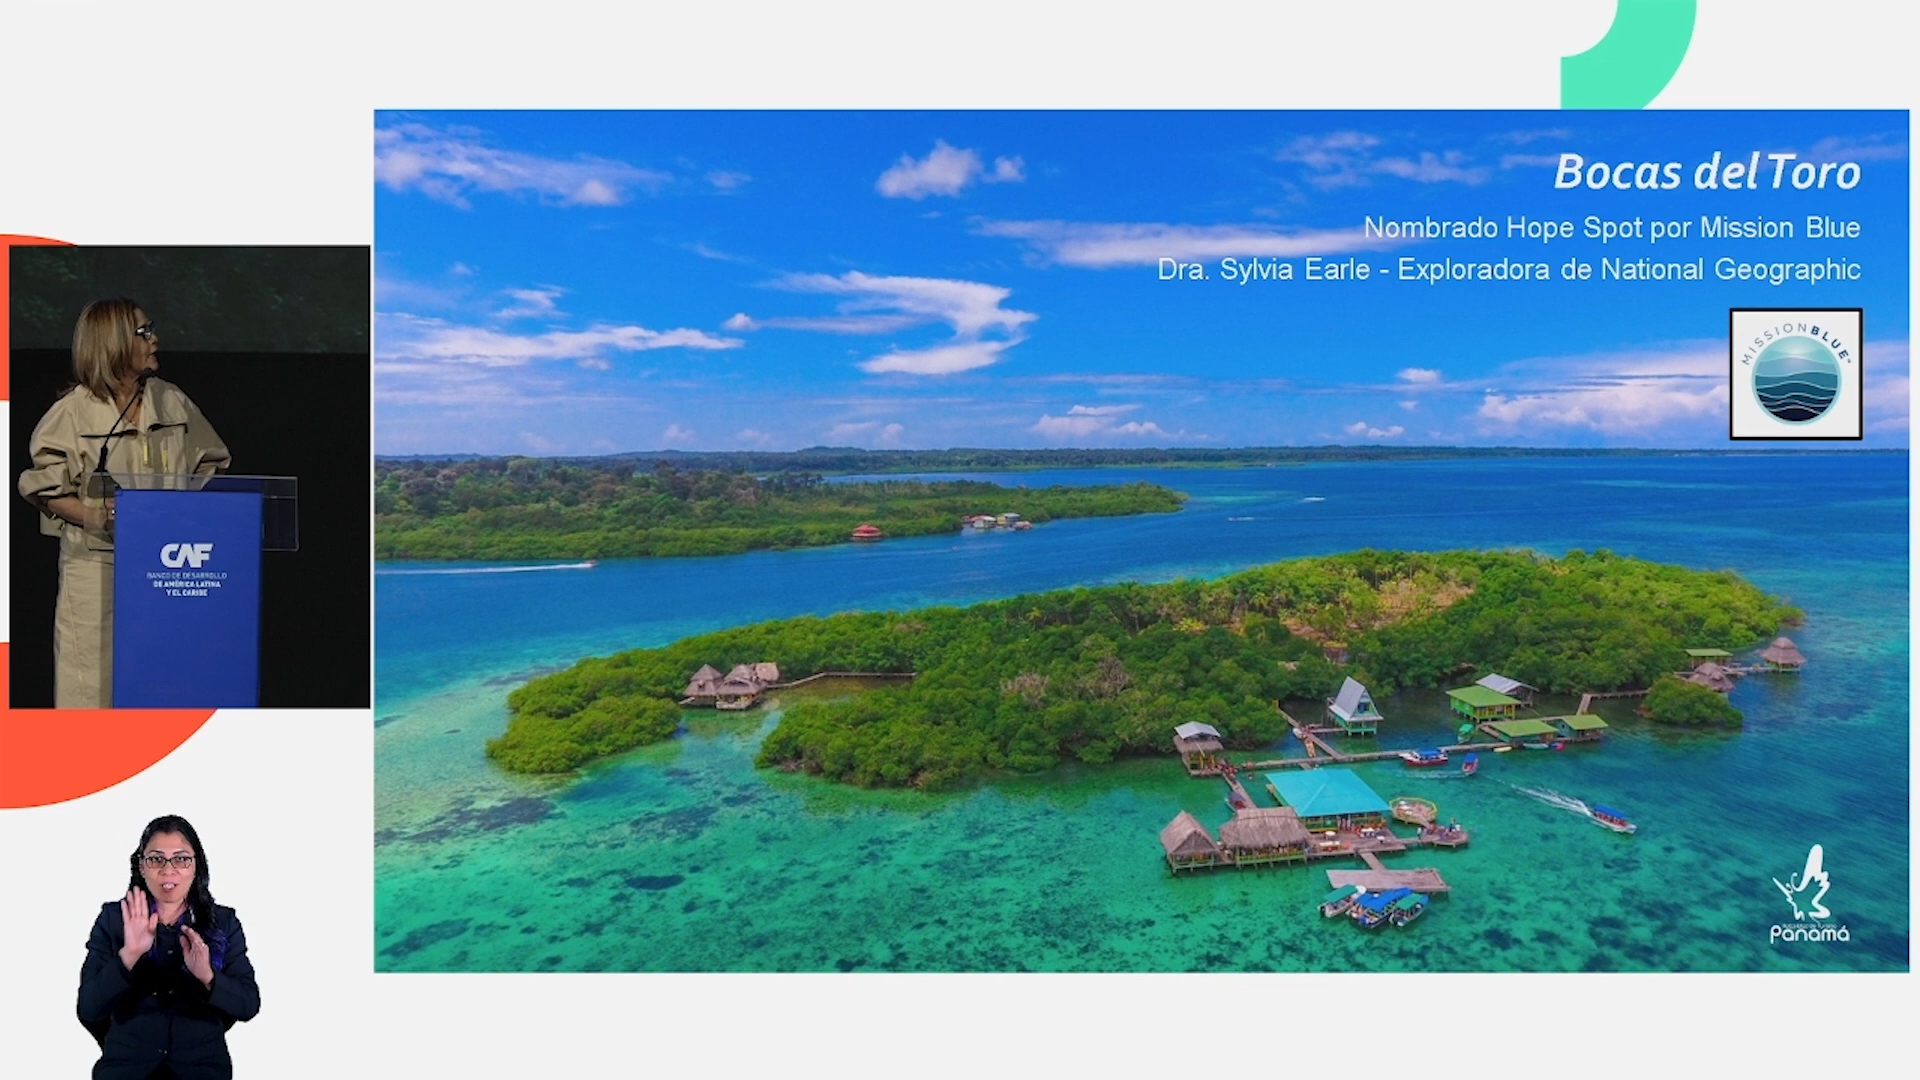 Bocas del Toro
Nombrado Hope Spot por Mission Blue
Dra. Sylvia Earle - Exploradora de National Geographic
MISSION BLUE
CAF
BANCO DE DESARROLLO
DE AMÉRICA LATINA
Y EL CARIBE
Panamá